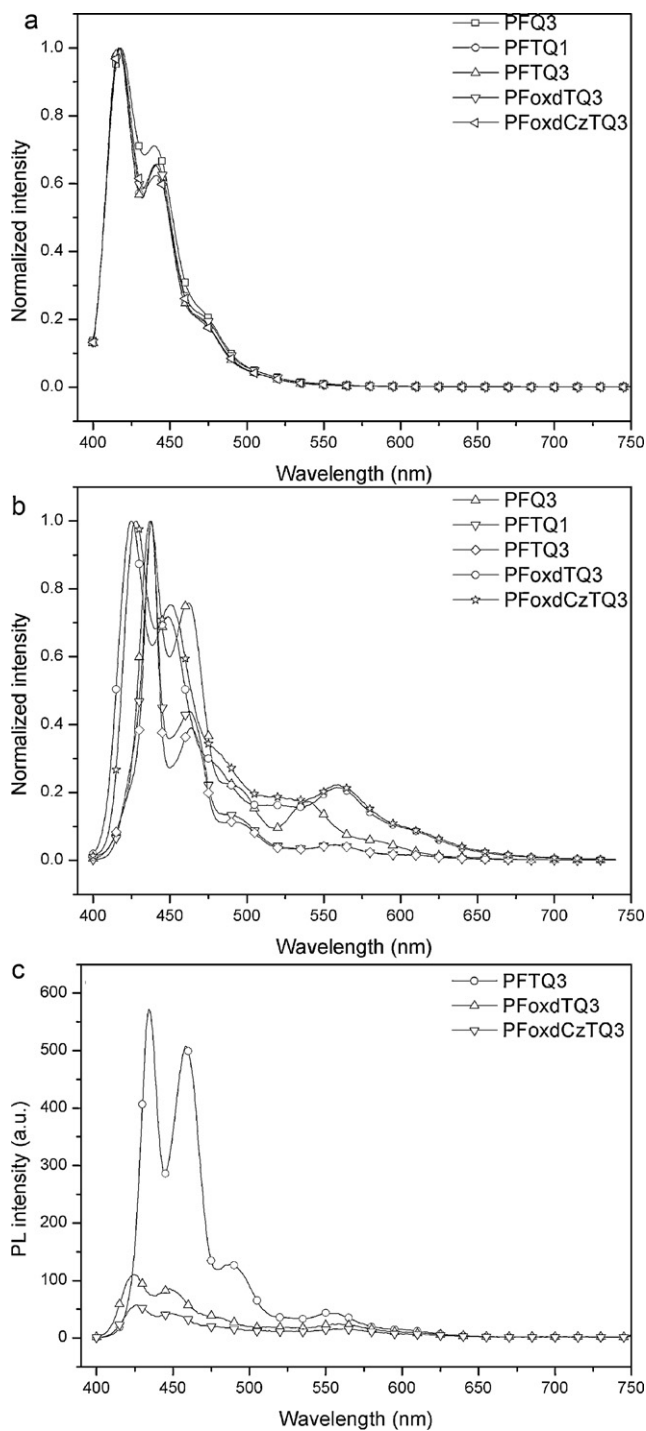 a
PFQ3
PFTQ1
PFTQ3
PFoxdTQ3
PFoxdCzTQ3
1.0
0.8
0.6
0.4
0.2
0.0
Normalized intensity
400 450 500 550 600 650 700 750
Wavelength (nm)
b
PFQ3
PFTQ1
PFTQ3
PFoxdTQ3
PFoxdCzTQ3
1.0
0.8
0.6
0.4
0.2
0.0
Normalized intensity
400 450 500 550 600 650 700 750
Wavelength (nm)
c
PFTQ3
PFoxdTQ3
PFoxdCzTQ3
600
500
400
300
200
100
0
PL intensity (a.u.)
400 450 500 550 600 650 700 750
Wavelength (nm)